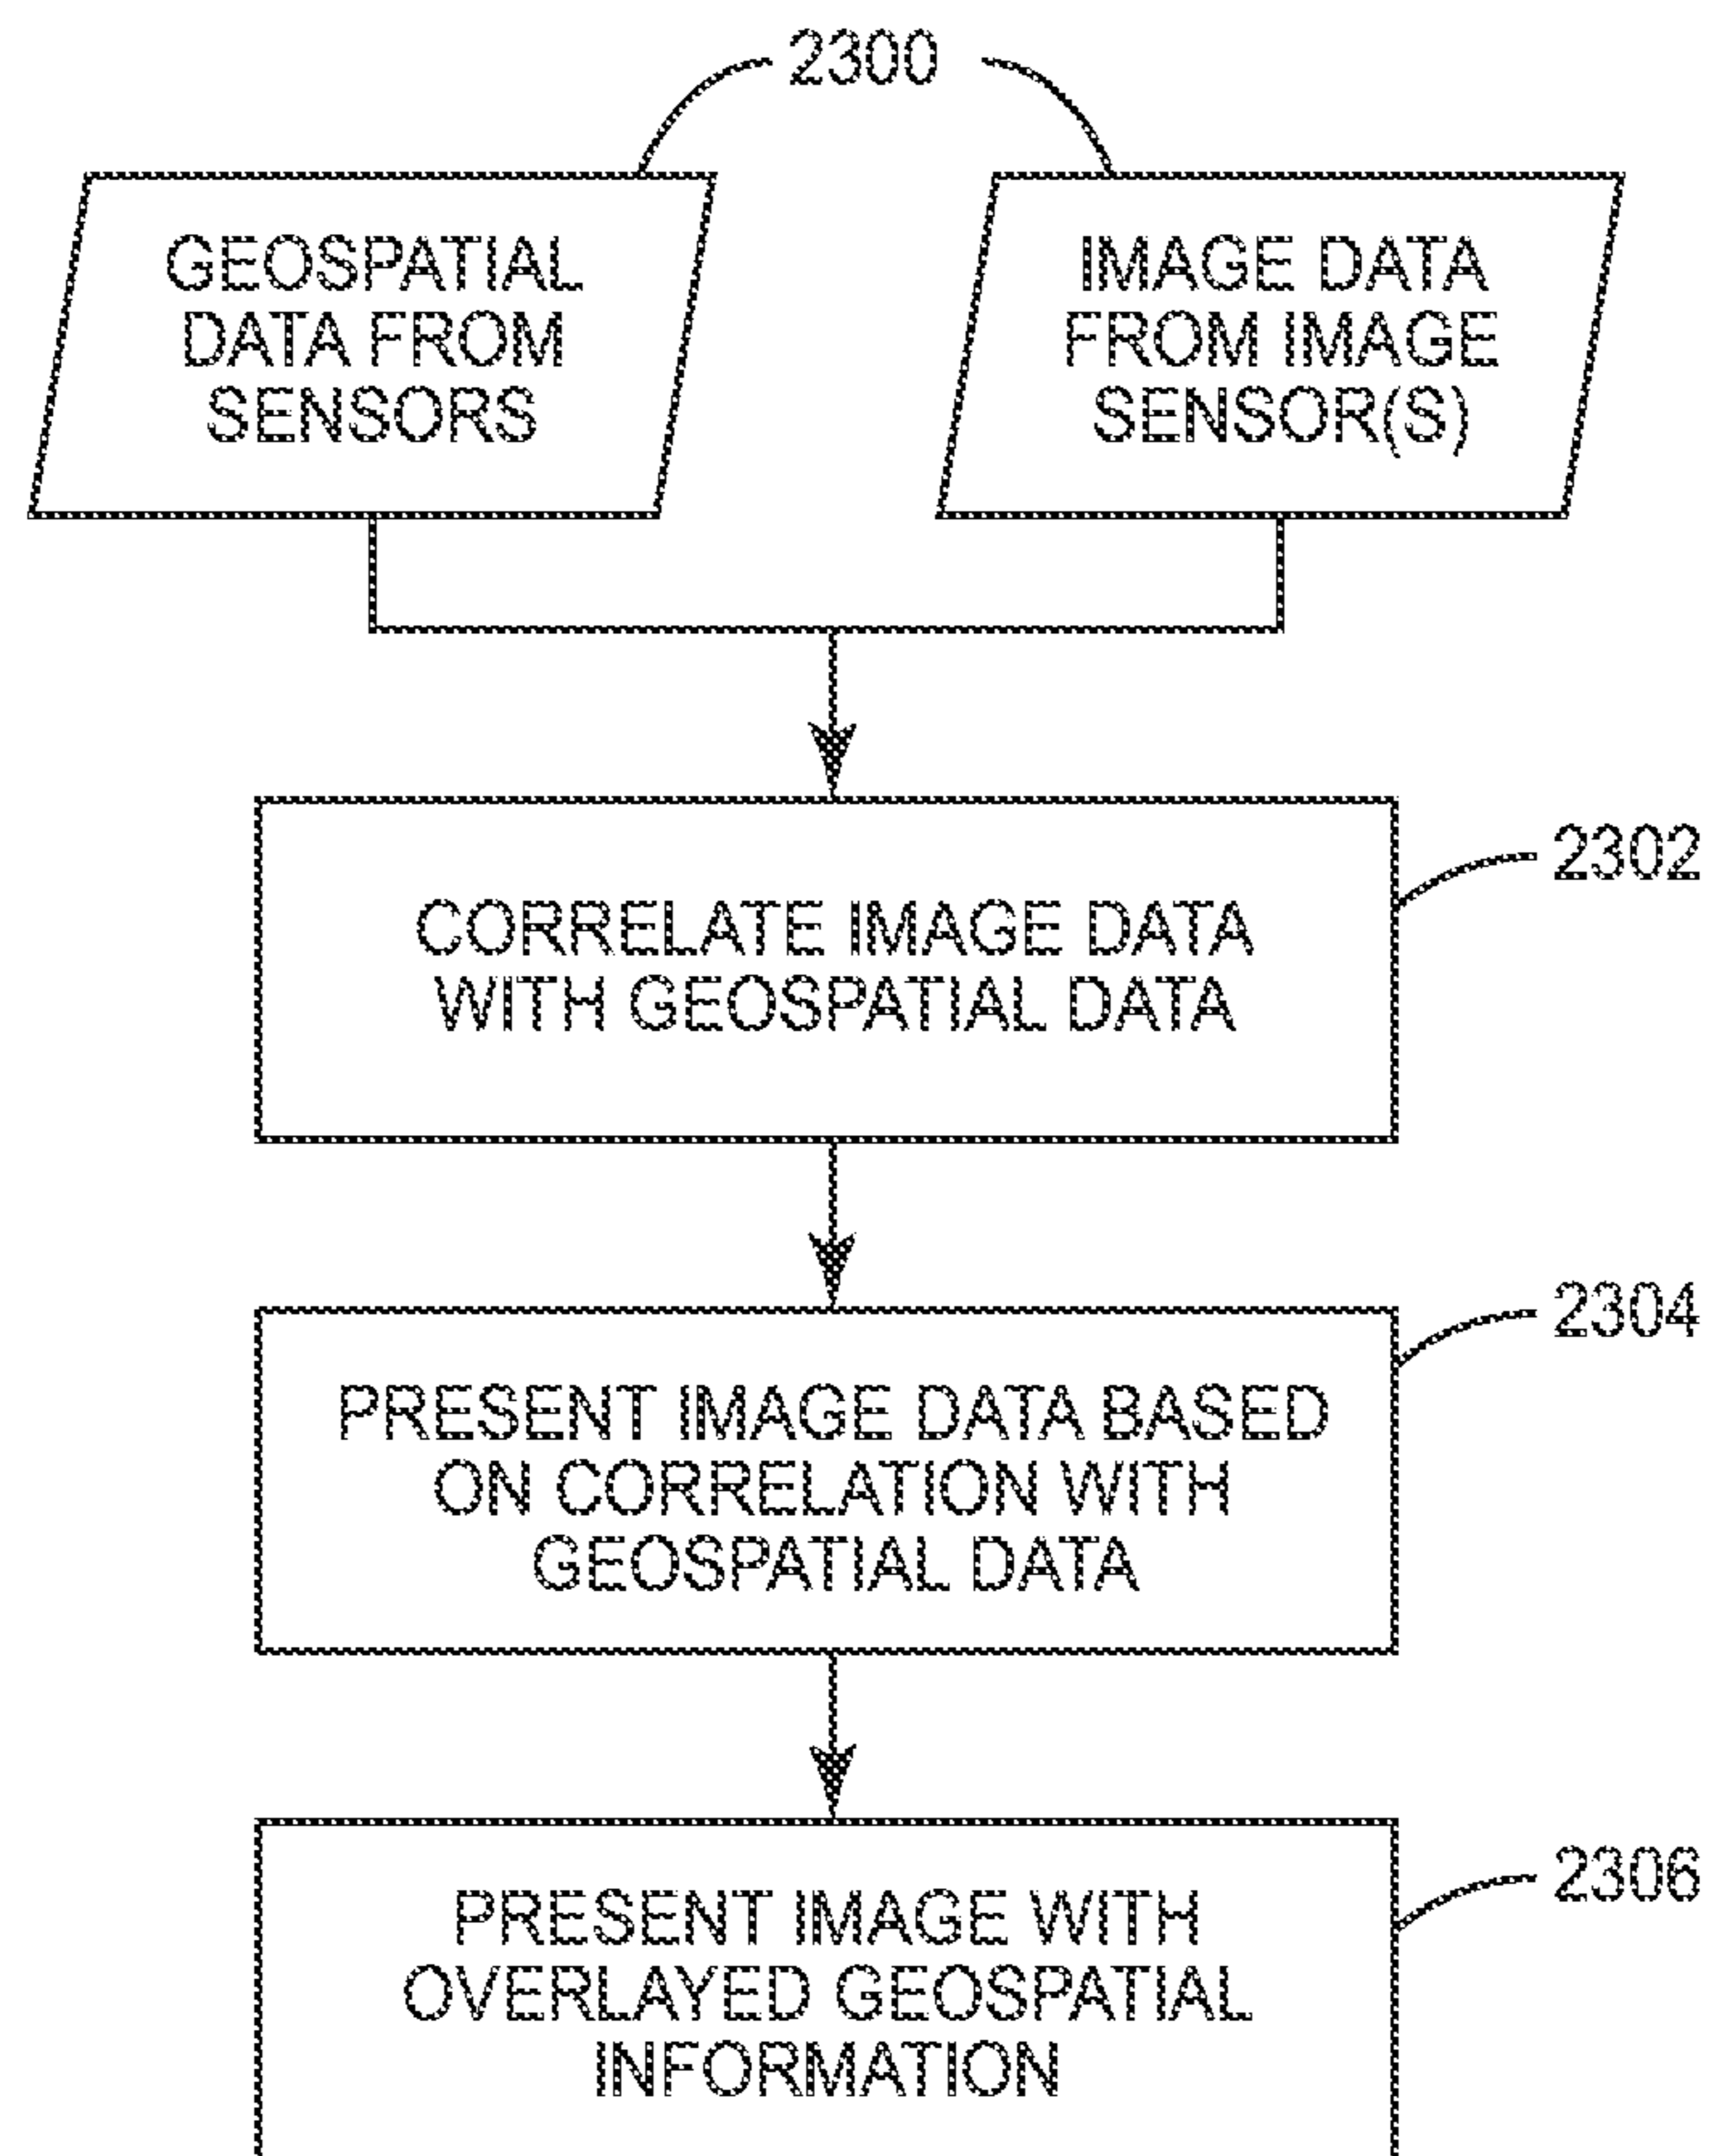 2300
GEOSPATIAL
DATA FROM
SENSORS
IMAGE DATA
FROM IMAGE
SENSOR(S)
CORRELATE IMAGE DATA
WITH GEOSPATIAL DATA
2302
PRESENT IMAGE DATA BASED
ON CORRELATION WITH
GEOSPATIAL DATA
2304
PRESENT IMAGE WITH
OVERLAYED GEOSPATIAL
INFORMATION
2306